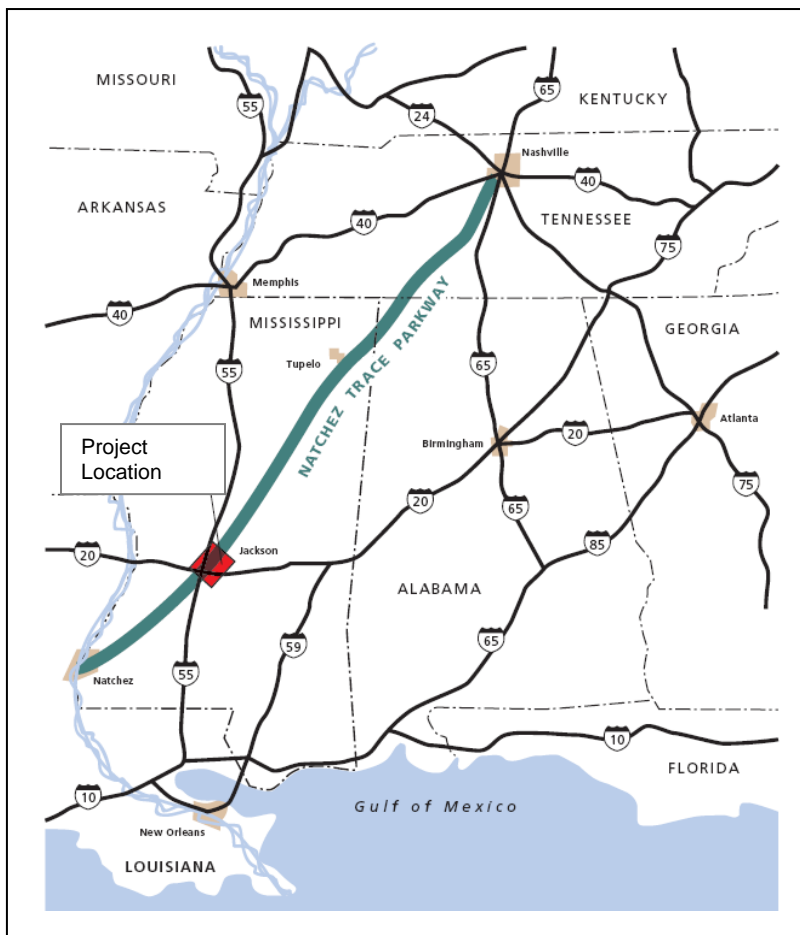 MISSOURI
55
65
KENTUCKY
24
Nashville
40
ARKANSAS
40
TENNESSEE
75
Memphis
40
MISSISSIPPI
NATCHEZ TRACE PARKWAY
GEORGIA
Tupelo
55
65
Project
Location
Birmingham
20
Atlanta
20
65
75
20
Jackson
85
ALABAMA
59
65
55
Natchez
10
FLORIDA
10
Gulf of Mexico
New Orleans
LOUISIANA